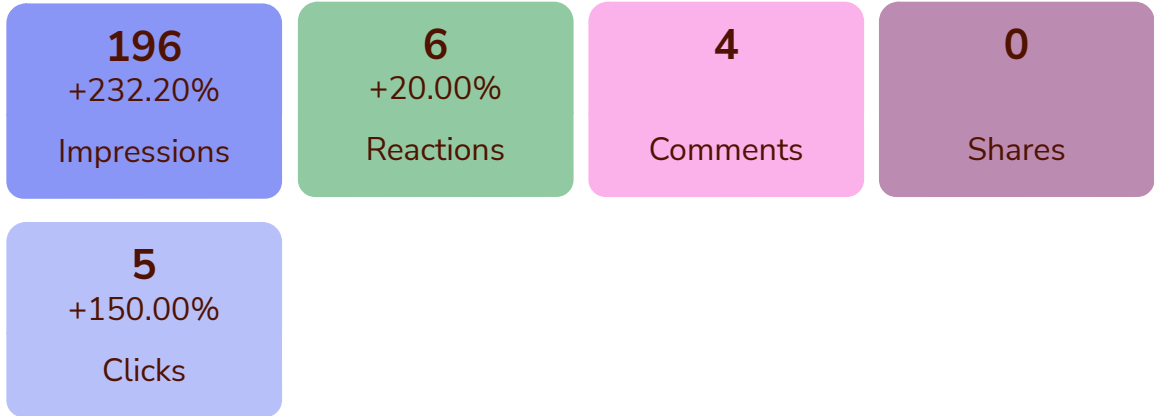 196
+232.20%
Impressions
6
+20.00%
Reactions
4
Comments
0
Shares
5
+150.00%
Clicks